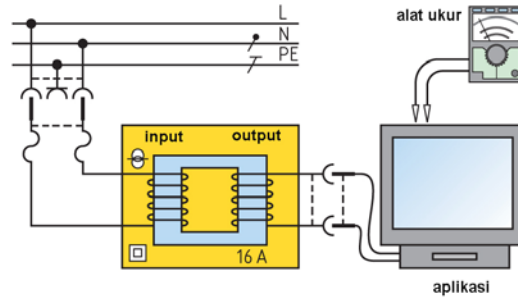 L
N
PE
alat ukur
input output
16 A
aplikasi